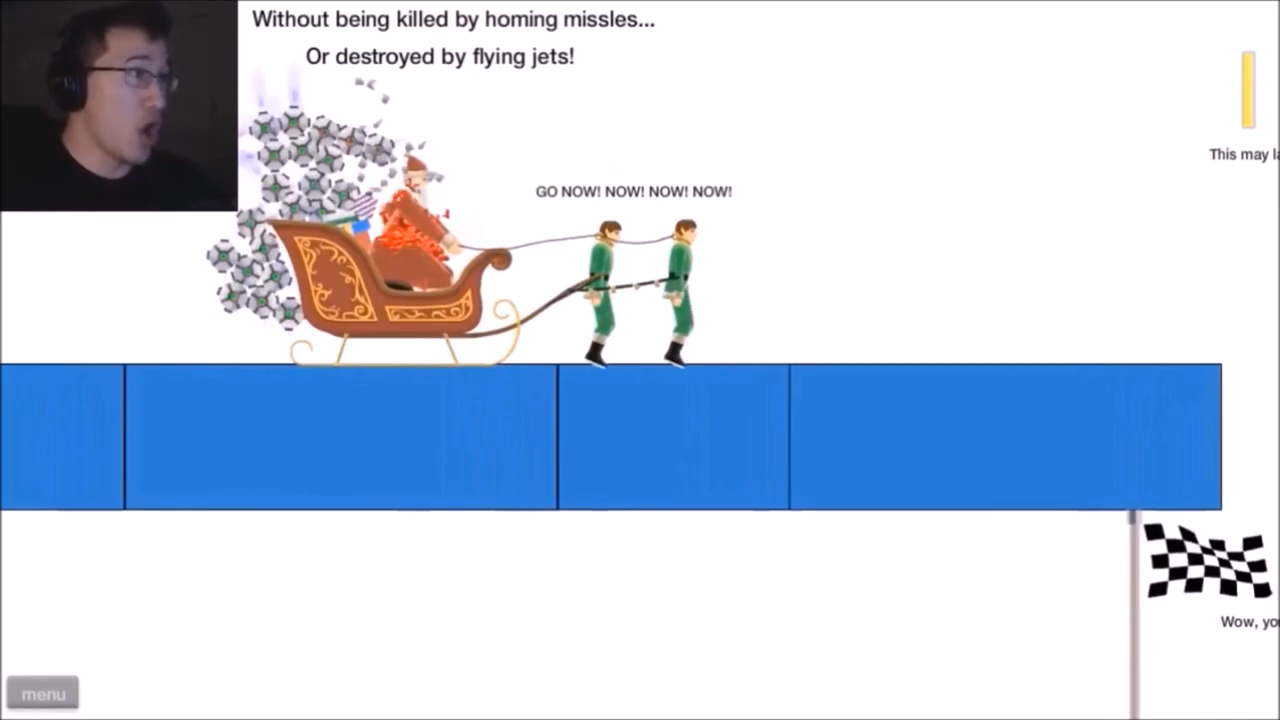 Without being killed by homing missles...
Or destroyed by flying jets!
This may
GO NOW! NOW! NOW! NOW!
Wow,
menu